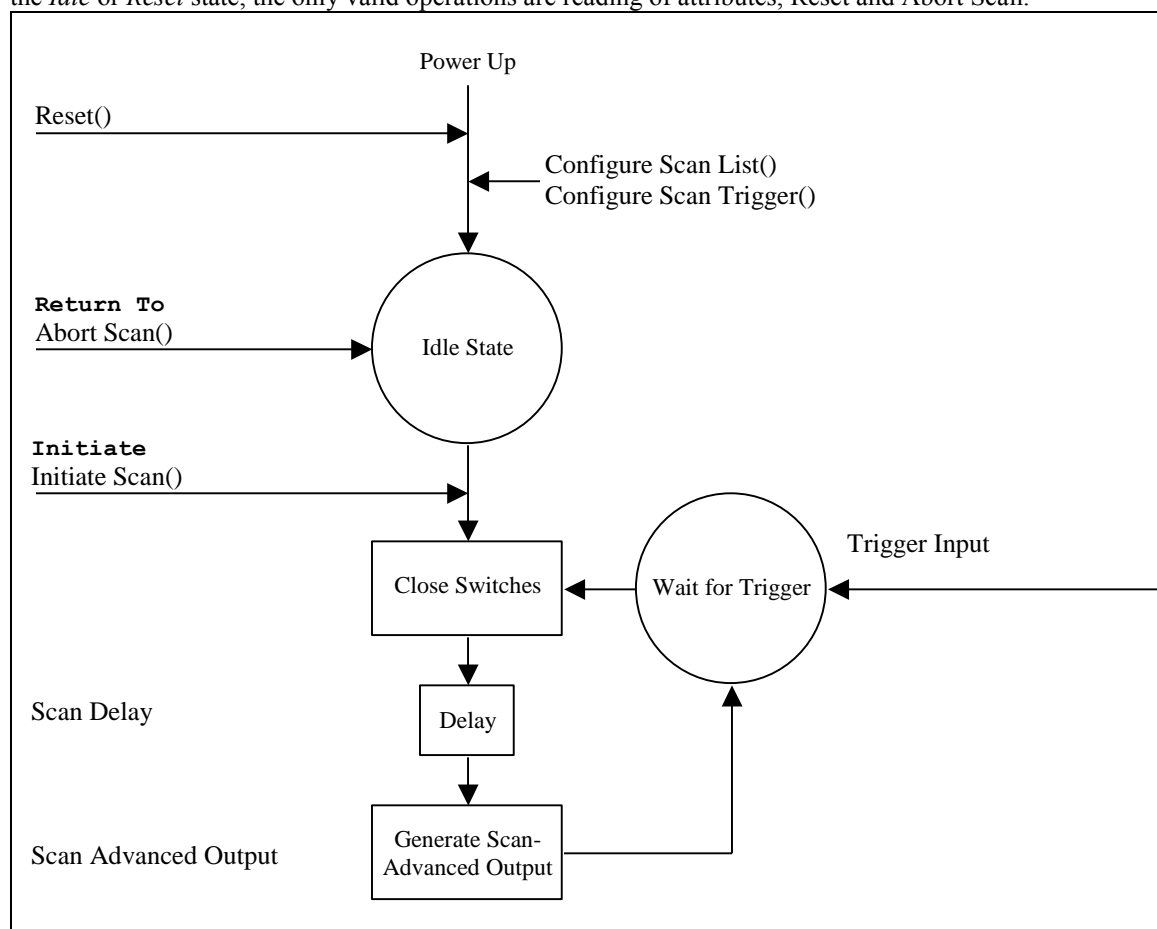 the Idle or Reset state, the only valid operations are reading of attributes, Reset and Abort Scan.
Power Up
Reset()
Configure Scan List()
Configure Scan Trigger()
Return To
Abort Scan()
Idle State
Initiate
Initiate Scan()
Trigger Input
Close Switches
Wait for Trigger
Scan Delay
Delay
Scan Advanced Output
Generate Scan-
Advanced Output